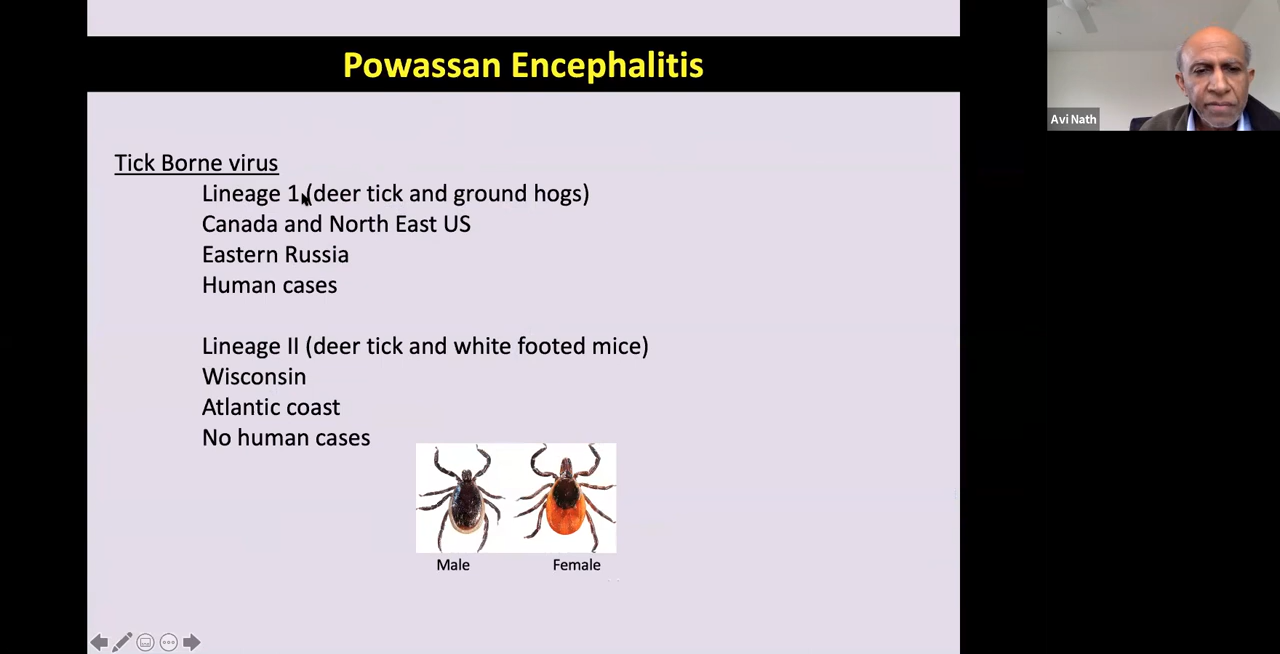 Powassan Encephalitis
Avi Nath
Tick Borne virus
Lineage 1 (deer tick and ground hogs)
Canada and North East US
Eastern Russia
Human cases
Lineage II (deer tick and white footed mice)
Wisconsin
Atlantic coast
No human cases
Male
Female